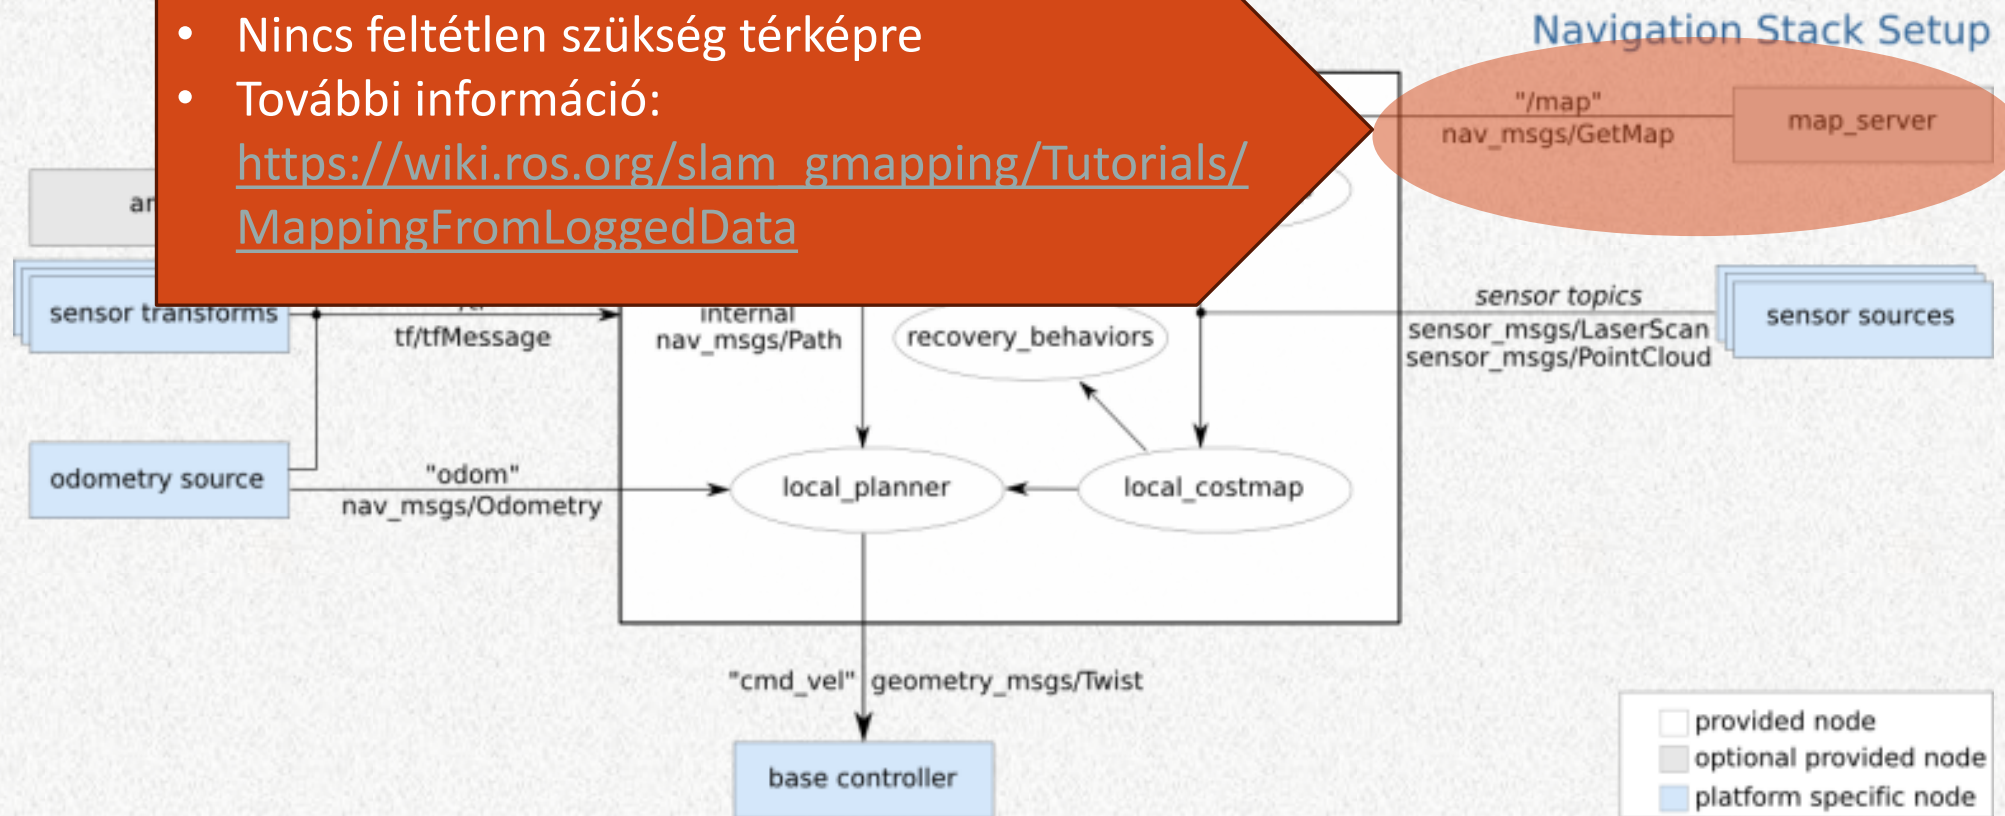 Navigation Stack Setup
• Nincs feltétlen szükség térképre
• További információ:
https://wiki.ros.org/slam_gmapping/Tutorials/
MappingFromLoggedData
"/map"
nav_msgs/GetMap
map_server
sensor transforms
tf/tfMessage
internal
nav_msgs/Path
recovery_behaviors
sensor topics
sensor_msgs/LaserScan
sensor_msgs/PointCloud
sensor sources
odometry source
"odom"
nav_msgs/Odometry
local_planner
local_costmap
"cmd_vel" geometry_msgs/Twist
base controller
provided node
optional provided node
platform specific node